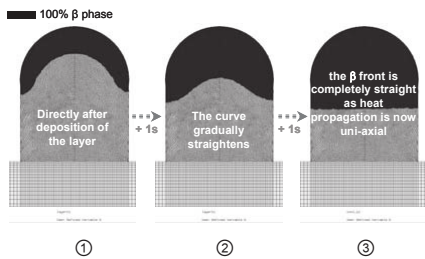 100% β phase
Directly after
deposition of
the layer
+ 1s
The curve
gradually
straightens
+ 1s
the β front is
completely straight
as heat
propagation is now
uni-axial
①
②
③